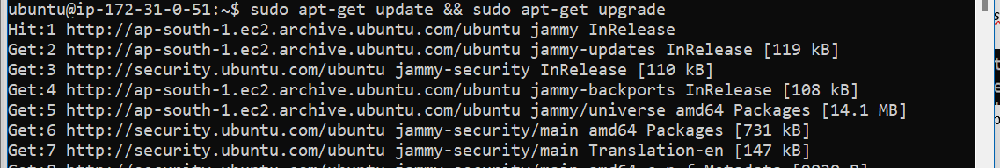 ubuntu@ip-172-31-0-51:~$ sudo apt-get update && sudo apt-get upgrade
Hit:1 http://ap-south-1.ec2.archive.ubuntu.com/ubuntu jammy InRelease
Get:2 http://ap-south-1.ec2.archive.ubuntu.com/ubuntu jammy-updates InRelease [119 kB]
Get:3 http://security.ubuntu.com/ubuntu jammy-security InRelease [110 kB]
Get:4 http://ap-south-1.ec2.archive.ubuntu.com/ubuntu jammy-backports InRelease [108 kB]
Get:5 http://ap-south-1.ec2.archive.ubuntu.com/ubuntu jammy/universe amd64 Packages [14.1 MB]
Get:6 http://security.ubuntu.com/ubuntu jammy-security/main amd64 Packages [731 kB]
Get:7 http://security.ubuntu.com/ubuntu jammy-security/main Translation-en [147 kB]